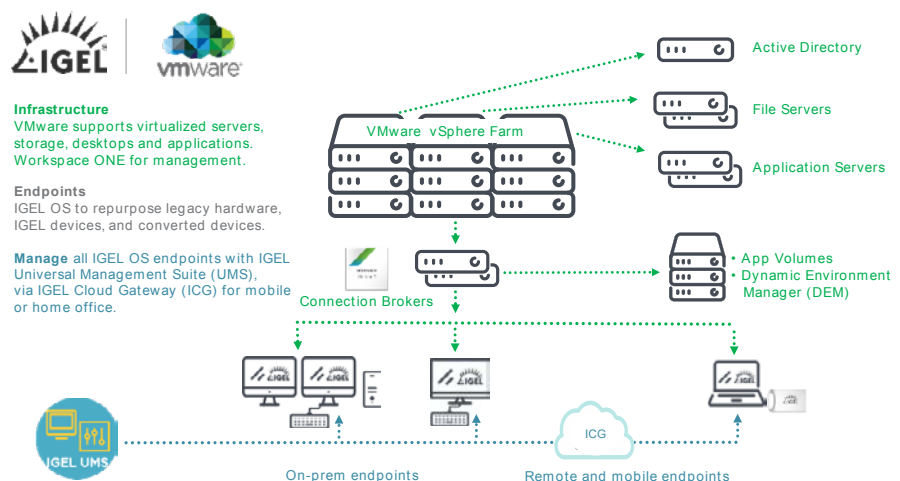 IGEL
vmware
Infrastructure
VMware supports virtualized servers,
storage, desktops and applications.
Workspace ONE for management.
Endpoints
IGEL OS to repurpose legacy hardware,
IGEL devices, and converted devices.
Manage all IGEL OS endpoints with IGEL
Universal Management Suite (UMS),
via IGEL Cloud Gateway (ICG) for mobile
or home office.
Active Directory
File Servers
Application Servers
VMware vSphere Farm
Connection Brokers
• App Volumes
• Dynamic Environment
Manager (DEM)
IGEL
IGEL
IGEL
IGEL
IGEL
ICG
IGEL UMS
On-prem endpoints
Remote and mobile endpoints